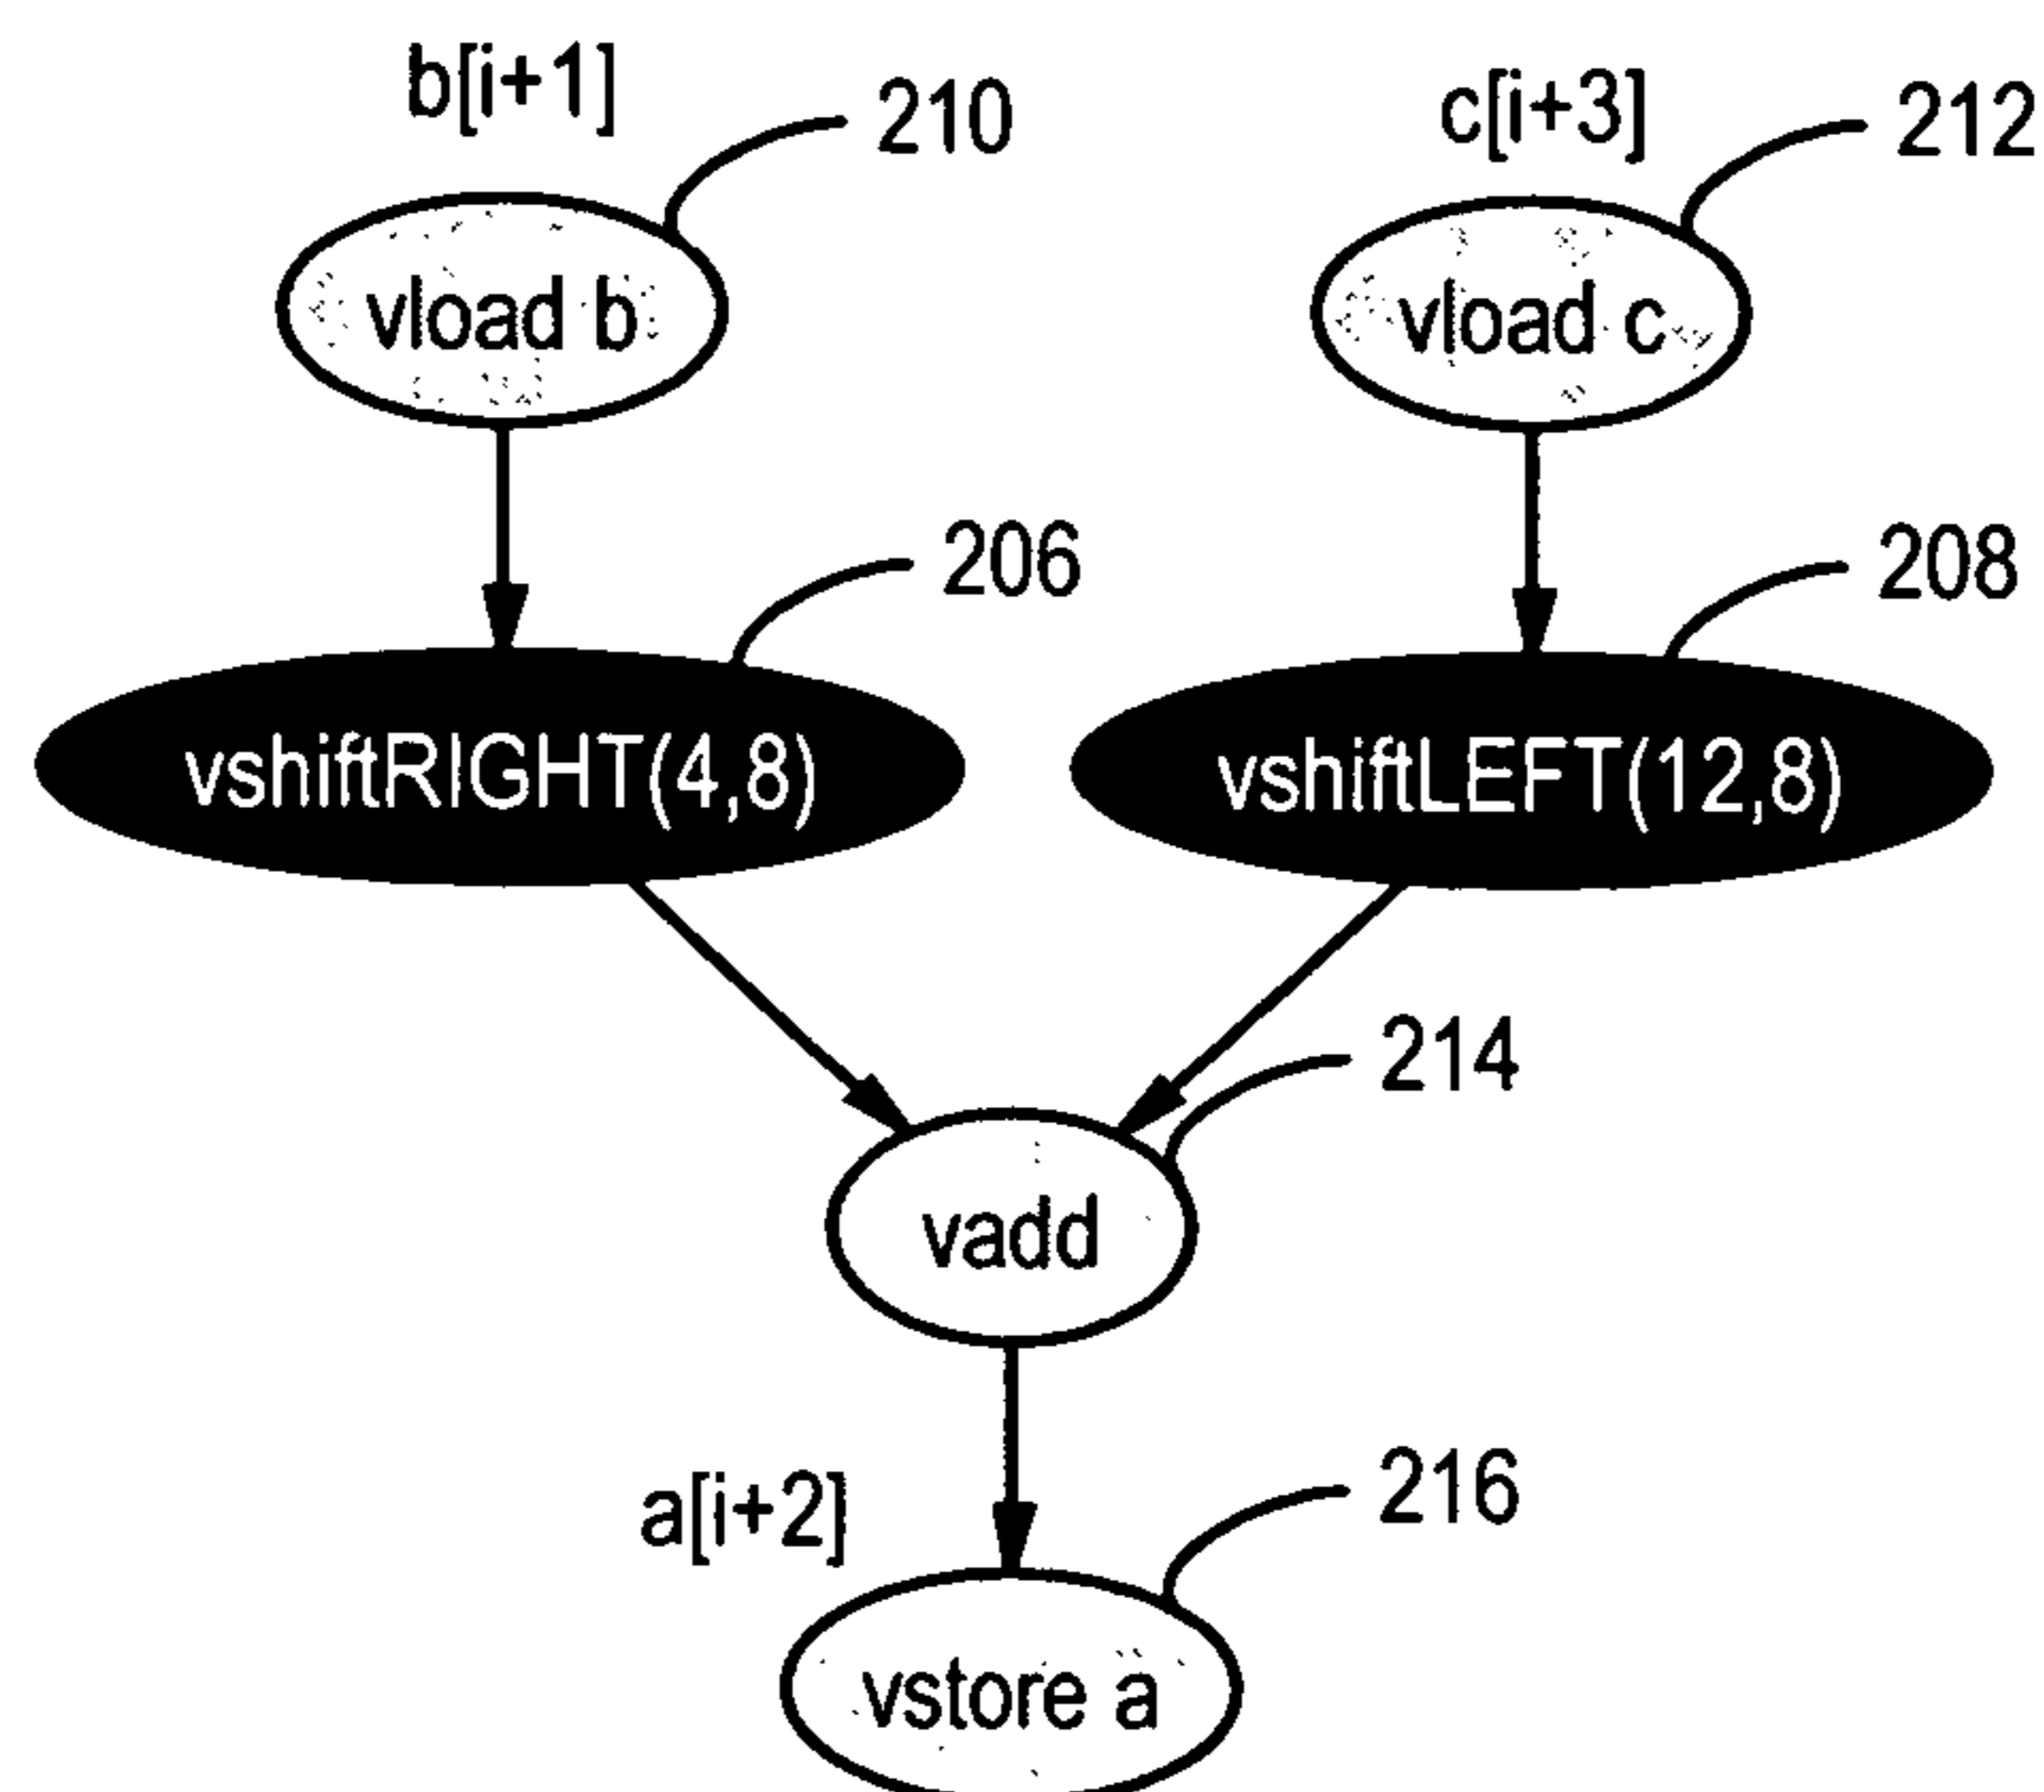 b[i+1]
210
c[i+3]
212
vload b
vload c
206
208
vshiftRIGHT(4,8)
vshiftLEFT(12,8)
214
vadd
a[i+2]
216
vstore a